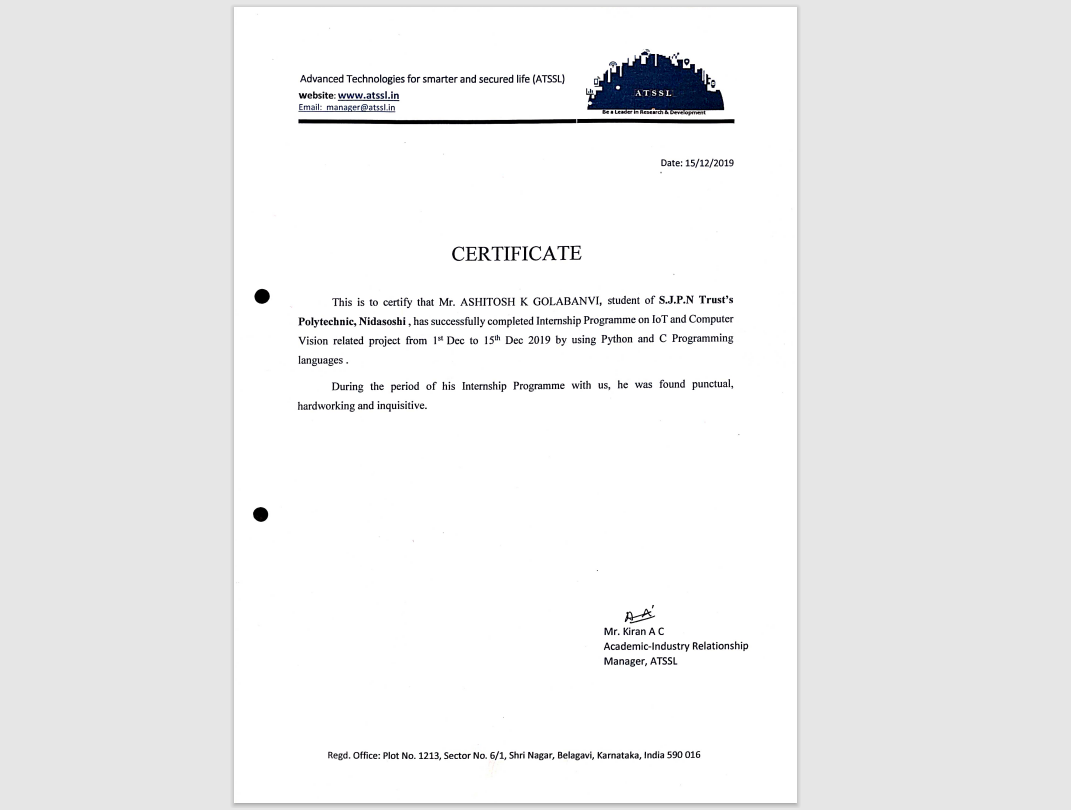 Advanced Technologies for smarter and secured life (ATSSL)
website: www.atssl.in
Email: manager@atssl.in
ATSSL
Be a Leader in Research & Development
Date: 15/12/2019
CERTIFICATE
This is to certify that Mr. ASHITOSH K GOLABANVI, student of S.J.P.N Trust's
Polytechnic, Nidasoshi , has successfully completed Internship Programme on IoT and Computer
Vision related project from 1st Dec to 15th Dec 2019 by using Python and C Programming
languages .
During the period of his Internship Programme with us, he was found punctual,
hardworking and inquisitive.
Mr. Kiran A C
Academic-Industry Relationship
Manager, ATSSL
Regd. Office: Plot No. 1213, Sector No. 6/1, Shri Nagar, Belagavi, Karnataka, India 590 016